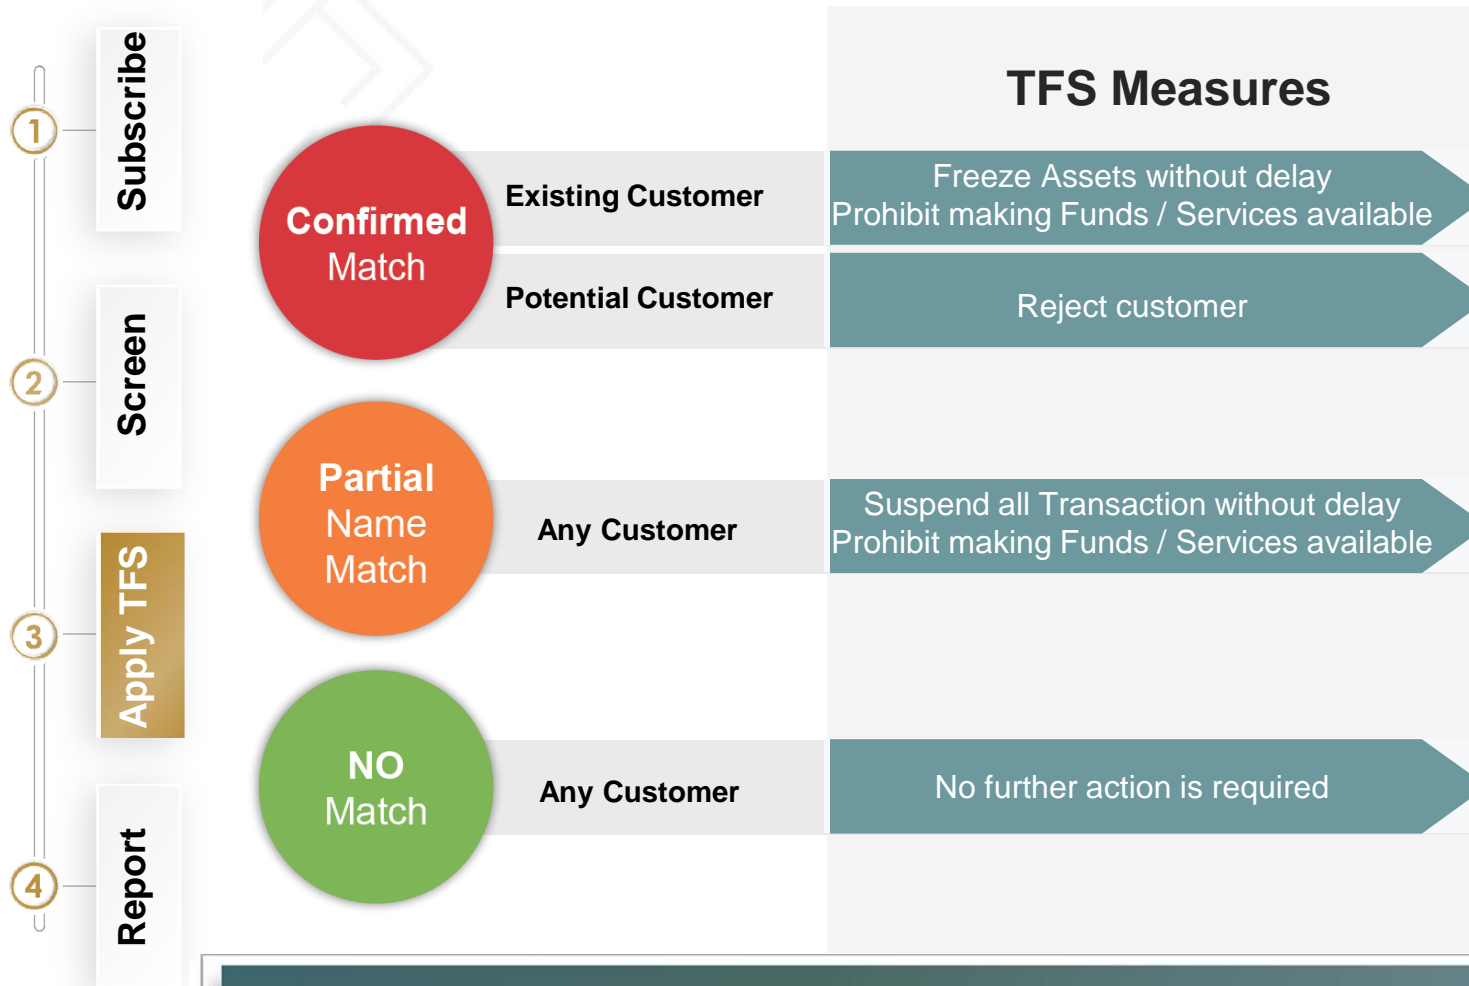 1
Subscribe
2
Screen
3
Apply TFS
4
Report
TFS Measures
Confirmed
Match
Existing Customer
Freeze Assets without delay
Prohibit making Funds / Services available
Potential Customer
Reject customer
Partial
Name
Match
Any Customer
Suspend all Transaction without delay
Prohibit making Funds / Services available
NO
Match
Any Customer
No further action is required